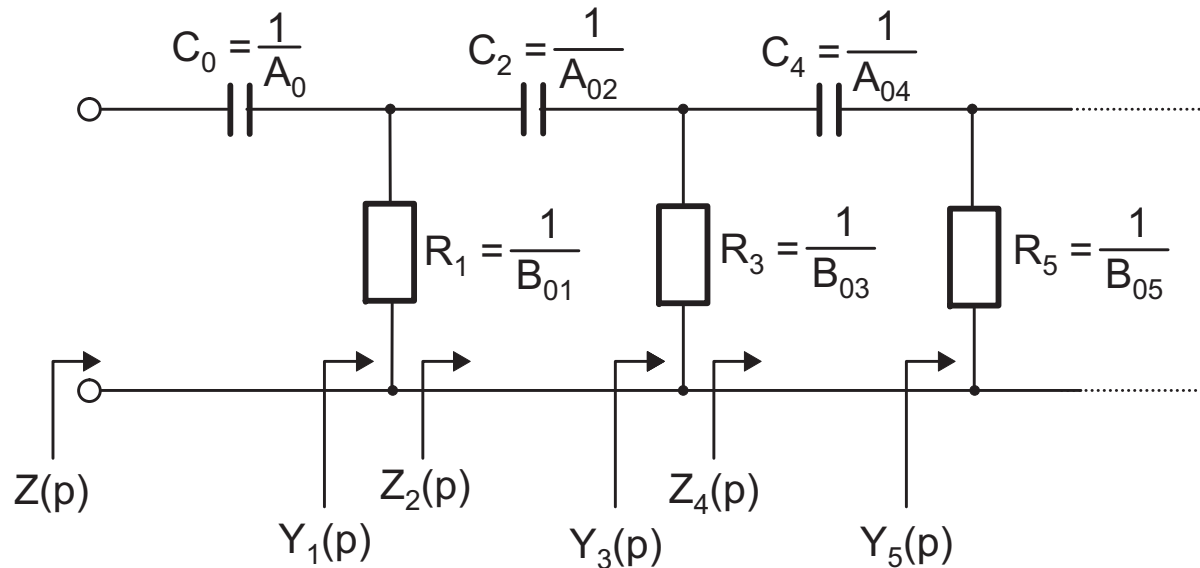 C₀ = 1/A₀
C₂ = 1/A₀₂
C₄ = 1/A₀₄
R₁ = 1/B₀₁
R₃ = 1/B₀₃
R₅ = 1/B₀₅
Z(p)
Y₁(p)
Z₂(p)
Y₃(p)
Z₄(p)
Y₅(p)